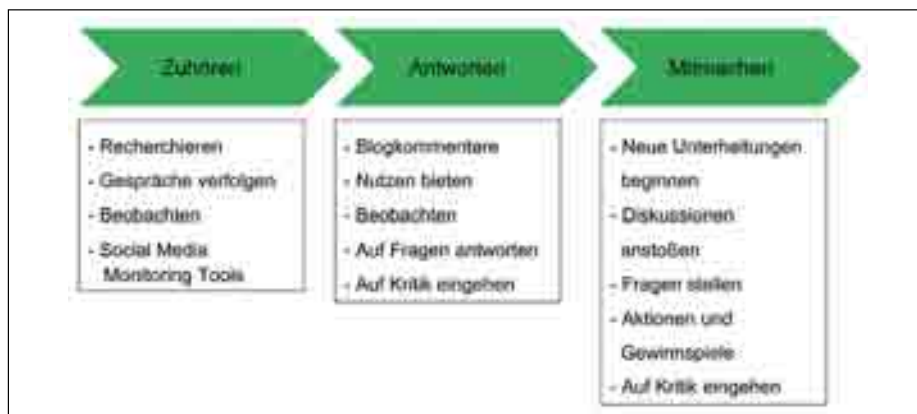 Zuhören
- Recherchieren
- Gespräche verfolgen
- Beobachten
- Social Media
Monitoring Tools
Antworten
- Blogkommentare
- Nutzen bieten
- Beobachten
- Auf Fragen antworten
- Auf Kritik eingehen
Mitmachen
- Neue Unterhaltungen
beginnen
- Diskussionen
anstoßen
- Fragen stellen
- Aktionen und
Gewinnspiele
- Auf Kritik eingehen